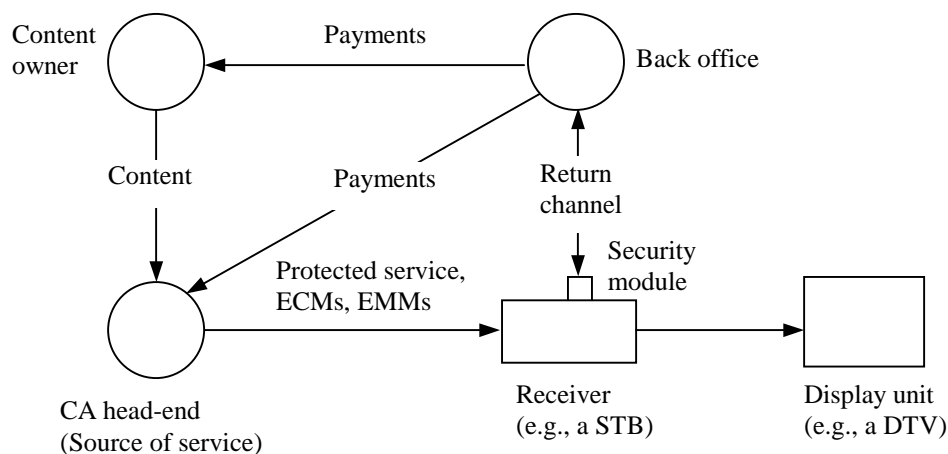 Content
owner
Payments
Back office
Content
Payments
Return
channel
Security
module
Protected service,
ECMs, EMMs
CA head-end
(Source of service)
Receiver
(e.g., a STB)
Display unit
(e.g., a DTV)